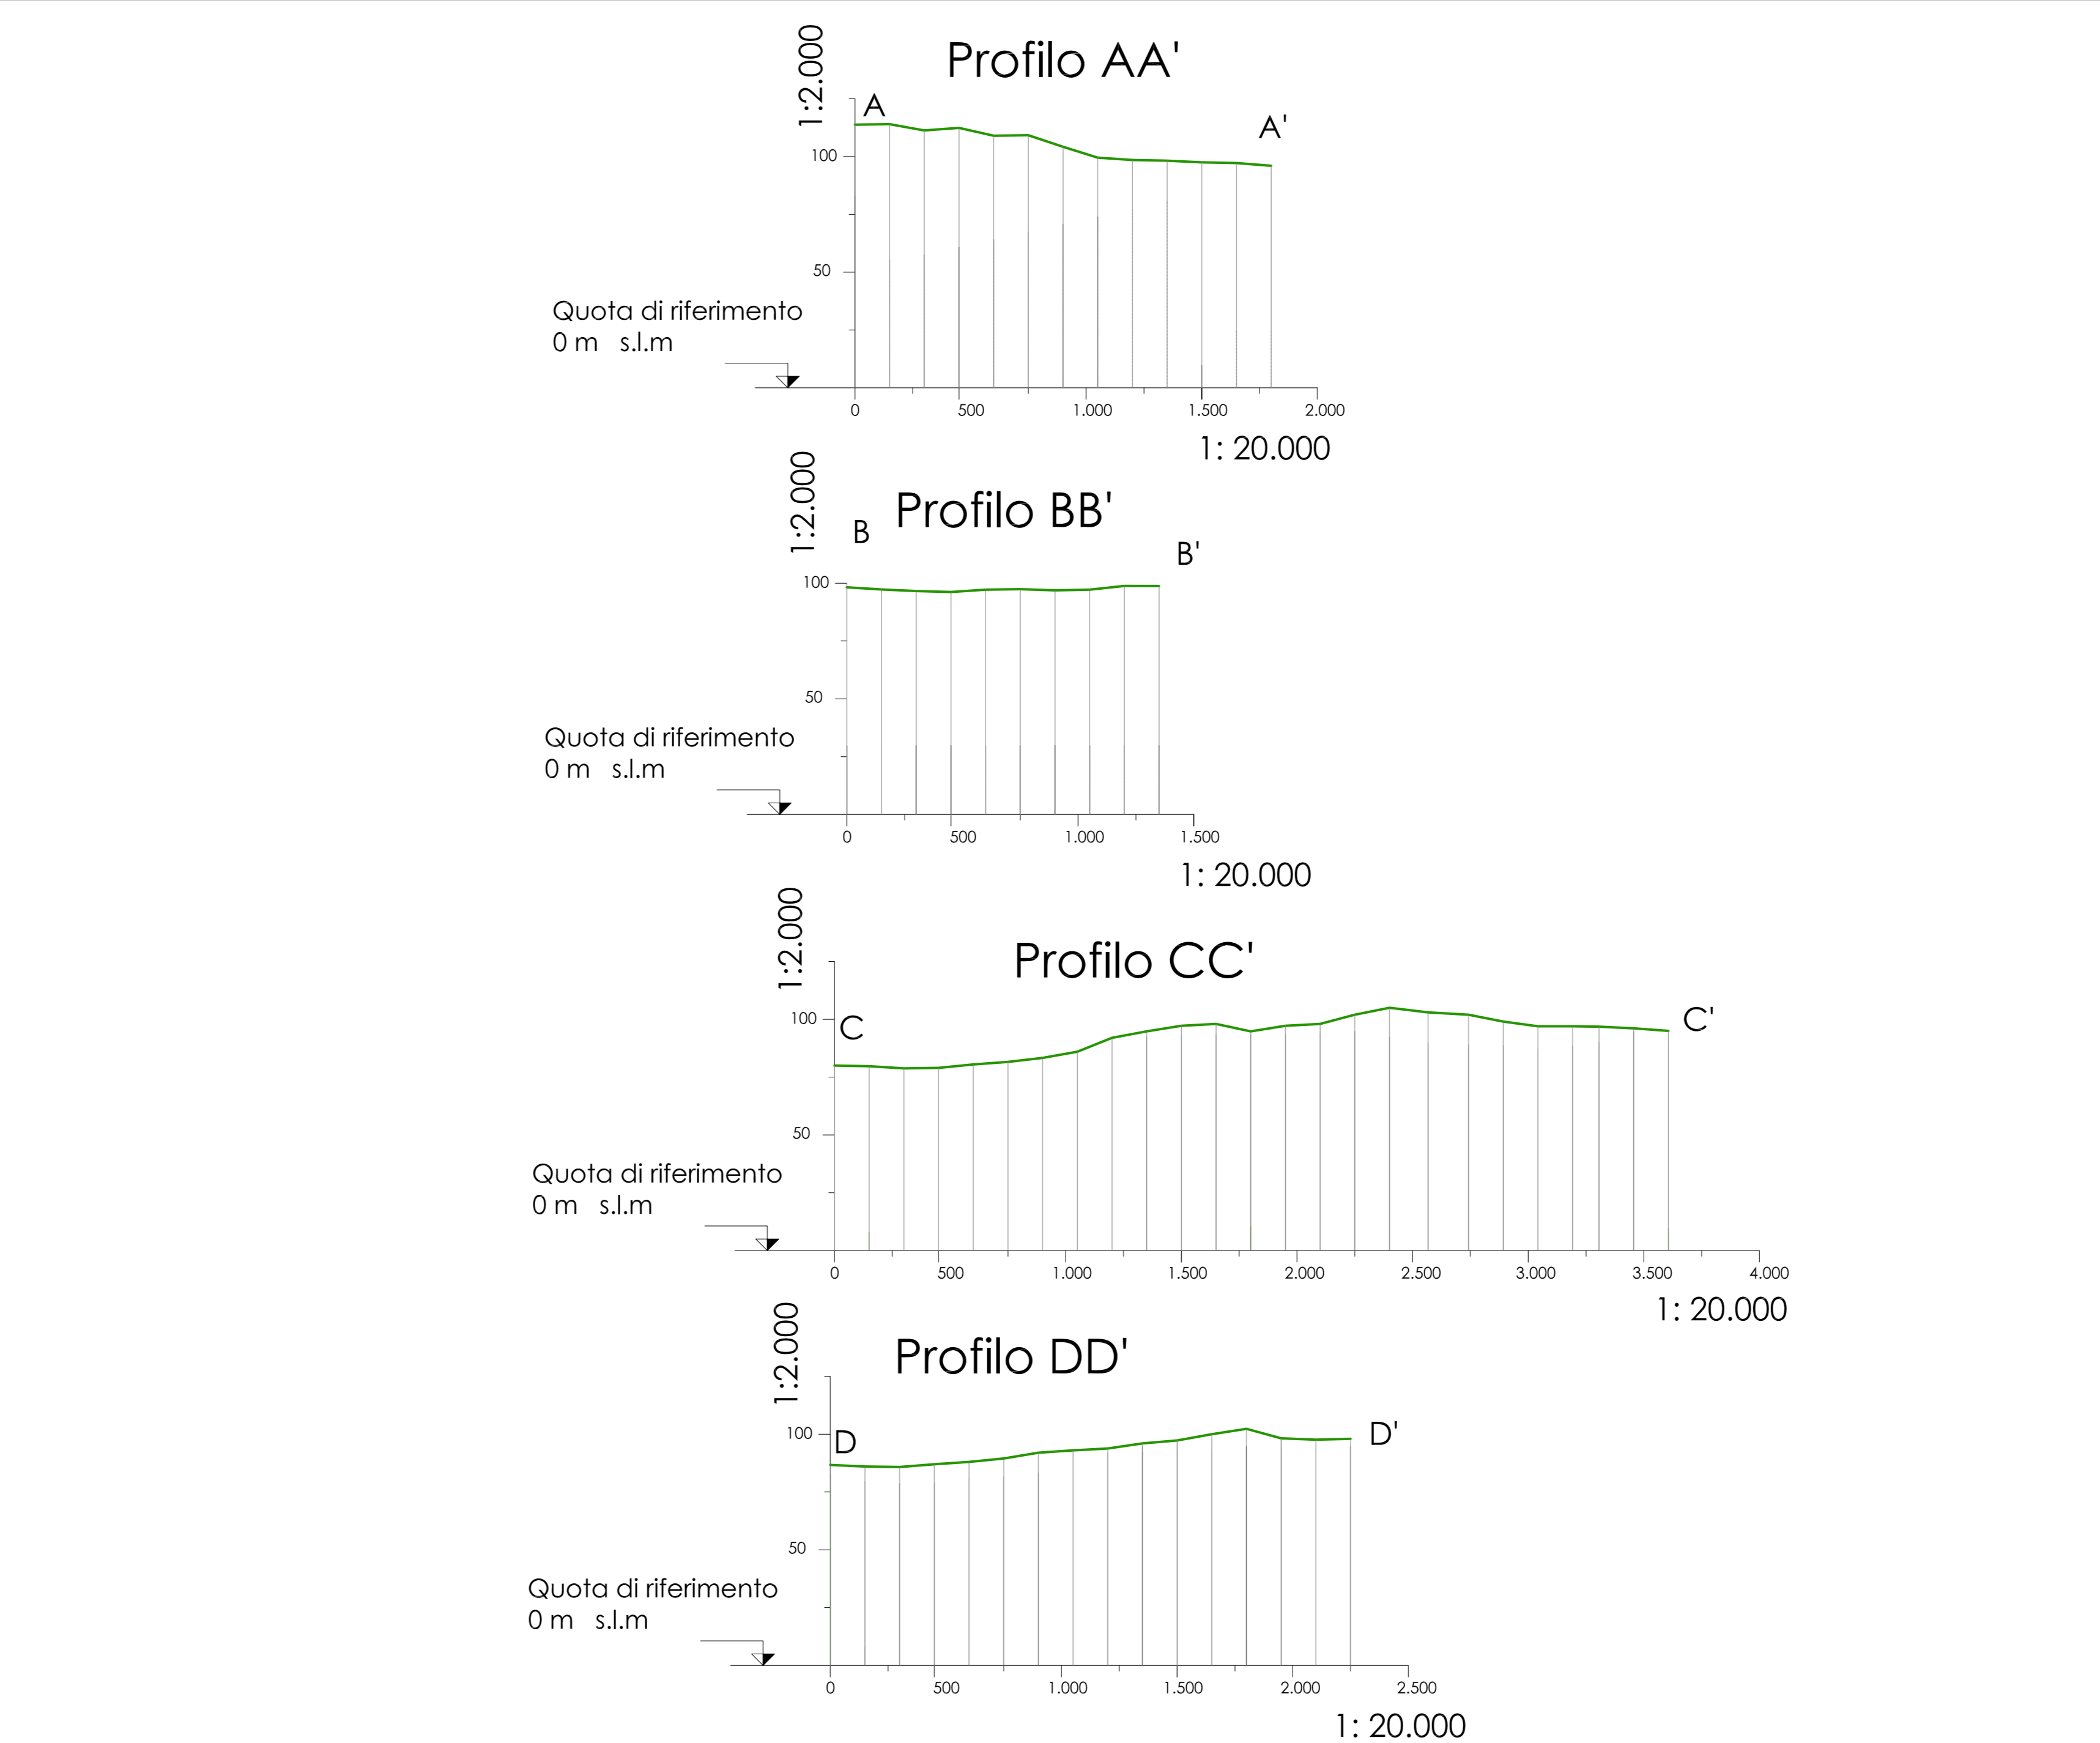 1:2.000
Profilo AA'
A
A'
100
50
Quota di riferimento
0 m s.l.m
0 500 1.000 1.500 2.000
1: 20.000
1:2.000
Profilo BB'
B
B'
100
50
Quota di riferimento
0 m s.l.m
0 500 1.000 1.500
1: 20.000
1:2.000
Profilo CC'
100
C
C'
50
Quota di riferimento
0 m s.l.m
0 500 1.000 1.500 2.000 2.500 3.000 3.500 4.000
1: 20.000
1:2.000
Profilo DD'
100
D
D'
50
Quota di riferimento
0 m s.l.m
0 500 1.000 1.500 2.000 2.500
1: 20.000